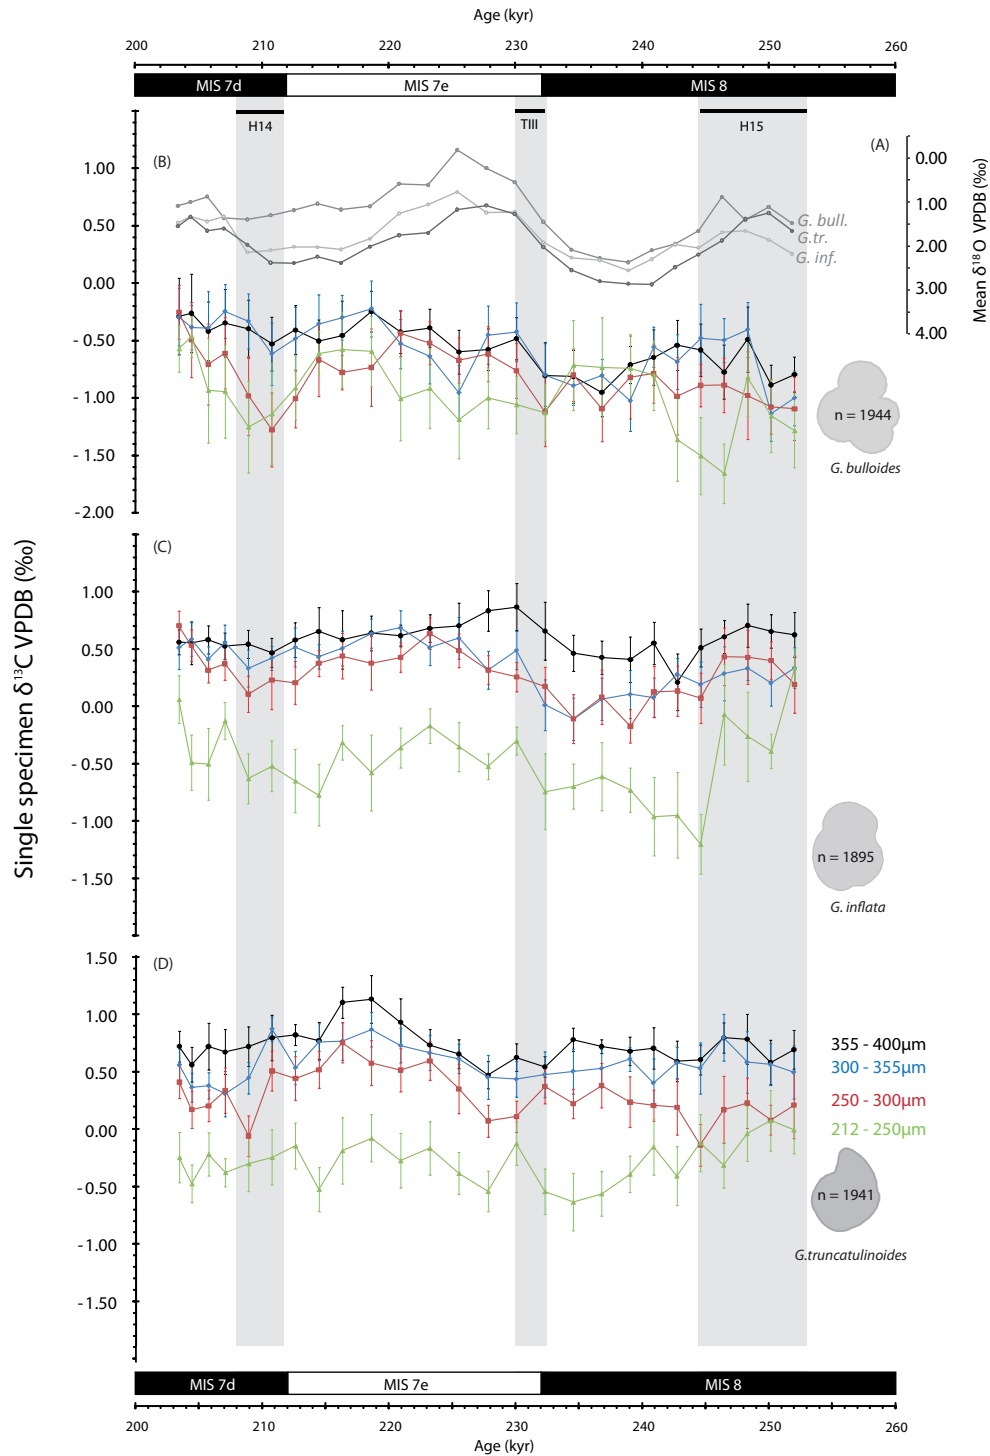 Age (kyr)
200 210 220 230 240 250 260
MIS 7d MIS 7e MIS 8
H14 TIII H15
(B) (A)
1.00
0.50
0.00
- 0.50
- 1.00
- 1.50
- 2.00
0.00
1.00
2.00
3.00
4.00
Mean δ¹⁸O VPDB (‰)
G. bull.
G.tr.
G. inf.
n = 1944
G. bulloides
Single specimen δ¹³C VPDB (‰)
(C)
1.00
0.50
0.00
- 0.50
- 1.00
- 1.50
n = 1895
G. inflata
(D)
1.50
1.00
0.50
0.00
- 0.50
- 1.00
- 1.50
355 - 400µm
300 - 355µm
250 - 300µm
212 - 250µm
n = 1941
G.truncatulinoides
MIS 7d MIS 7e MIS 8
200 210 220 230 240 250 260
Age (kyr)